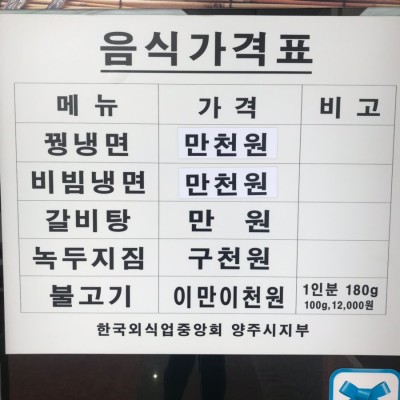 음식가격표
메 뉴 가 격 비 고
꿩냉면 만천원
비빔냉면 만천원
갈비탕 만 원
녹두지짐 구천원
불고기 이만이천원 1인분 180g
100g,12,000원
한국외식업중앙회 양주시지부